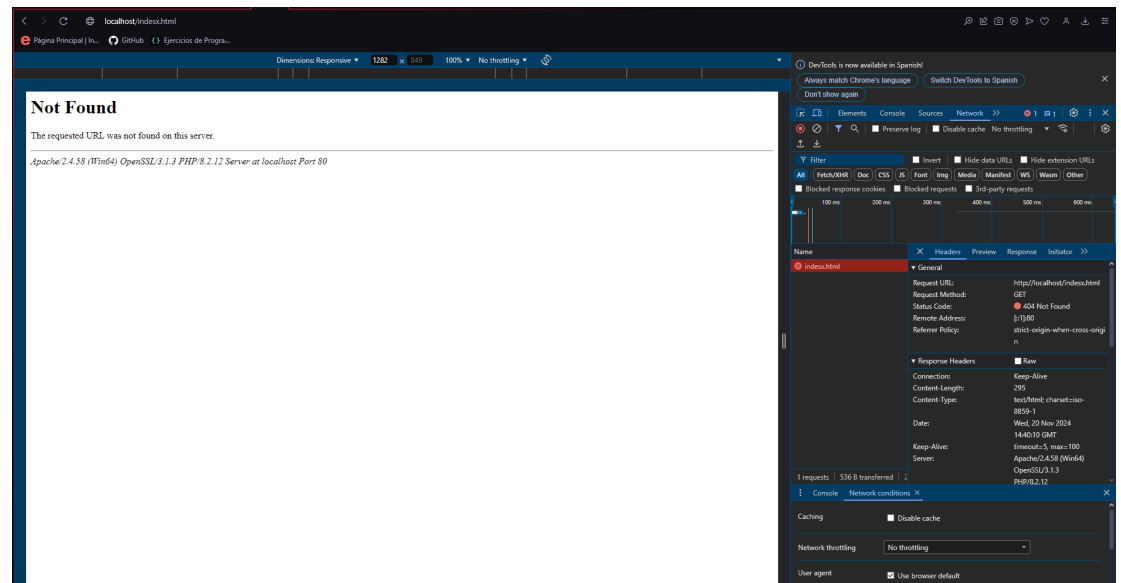 localhost/indesx.html
Página Principal | In... GitHub Ejercicios de Progra...
Dimensions: Responsive 1282 x 849 100% No throttling
Not Found
The requested URL was not found on this server.
Apache/2.4.58 (Win64) OpenSSL/3.1.3 PHP/8.2.12 Server at localhost Port 80
DevTools is now available in Spanish!
Always match Chrome's language Switch DevTools to Spanish
Don't show again
Elements Console Sources Network 1 1
Preserve log Disable cache No throttling
Filter Invert Hide data URLs Hide extension URLs
All Fetch/XHR Doc CSS JS Font Img Media Manifest WS Wasm Other
Blocked response cookies Blocked requests 3rd-party requests
100 ms 200 ms 300 ms 400 ms 500 ms 600 ms
Name
indesx.html
1 requests 536 B transferred
Headers Preview Response Initiator
General
Request URL: http://localhost/indesx.html
Request Method: GET
Status Code: 404 Not Found
Remote Address: [::1]:80
Referrer Policy: strict-origin-when-cross-origi
n
Response Headers Raw
Connection: Keep-Alive
Content-Length: 295
Content-Type: text/html; charset=iso-
8859-1
Date: Wed, 20 Nov 2024
14:40:10 GMT
Keep-Alive: timeout=5, max=100
Server: Apache/2.4.58 (Win64)
OpenSSL/3.1.3
PHP/8.2.12
Console Network conditions
Caching Disable cache
Network throttling No throttling
User agent Use browser default